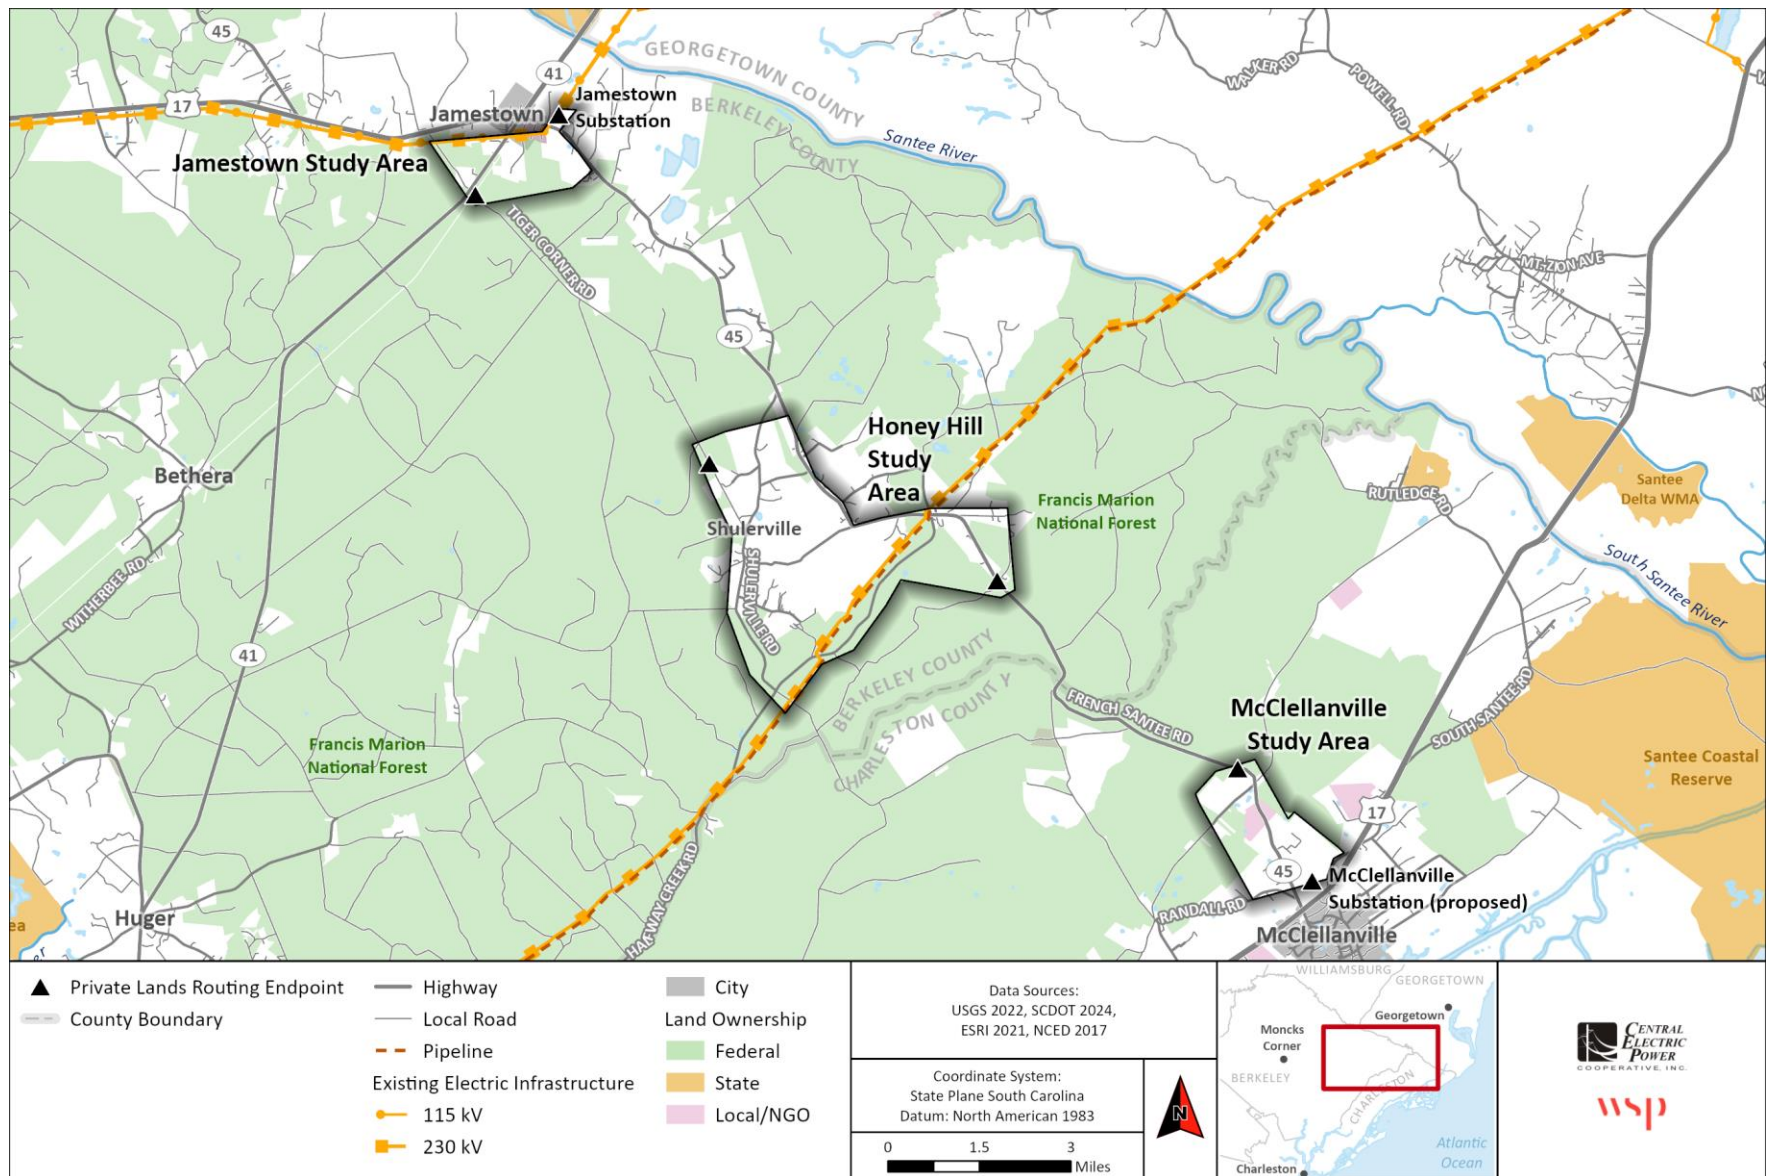 45
GEORGETOWN COUNTY
BERKELEY COUNTY
WALKER RD
POWELL RD
41
17
Jamestown
Jamestown
Substation
Santee River
Jamestown Study Area
TIGER CORNER RD
MT ZION AVE
45
Honey Hill
Study
Area
Bethera
Francis Marion
National Forest
RUTLEDGE RD
Santee
Delta WMA
Shulerville
SHULERVILLE RD
WITHERBEE RD
South Santee River
41
BERKELEY COUNTY
CHARLESTON COUNTY
FRENCH SANTEE RD
SOUTH SANTEE RD
McClellanville
Study Area
Francis Marion
National Forest
Santee Coastal
Reserve
17
45
McClellanville
Substation (proposed)
RANDALL RD
McClellanville
HALFWAY CREEK RD
Huger
ea
er
Private Lands Routing Endpoint
County Boundary
Highway
Local Road
Pipeline
Existing Electric Infrastructure
115 kV
230 kV
City
Land Ownership
Federal
State
Local/NGO
Data Sources:
USGS 2022, SCDOT 2024,
ESRI 2021, NCED 2017
Coordinate System:
State Plane South Carolina
Datum: North American 1983
0 1.5 3
Miles
N
WILLIAMSBURG
GEORGETOWN
Georgetown
Moncks
Corner
BERKELEY
CHARLESTON
Atlantic
Ocean
Charleston
CENTRAL
ELECTRIC
POWER
COOPERATIVE, INC.
wsp